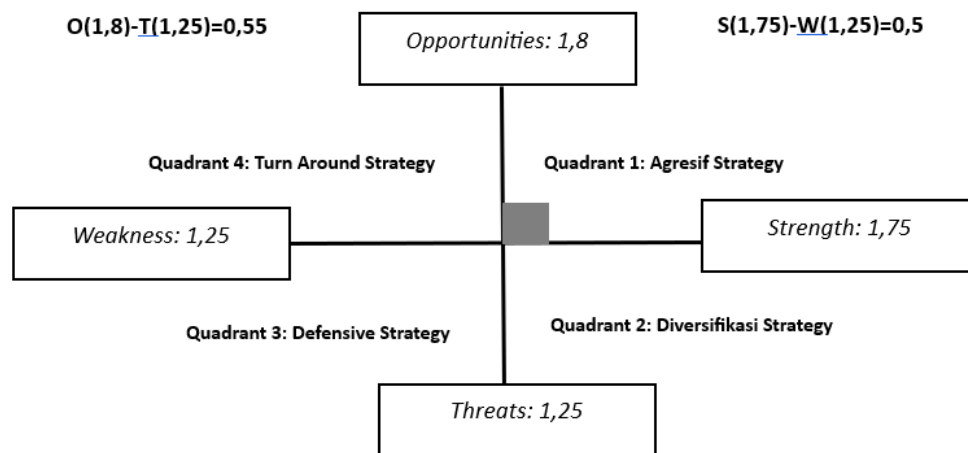 O(1,8)-T(1,25)=0,55
S(1,75)-W(1,25)=0,5
Opportunities: 1,8
Quadrant 4: Turn Around Strategy
Quadrant 1: Agresif Strategy
Weakness: 1,25
Strength: 1,75
Quadrant 3: Defensive Strategy
Quadrant 2: Diversifikasi Strategy
Threats: 1,25